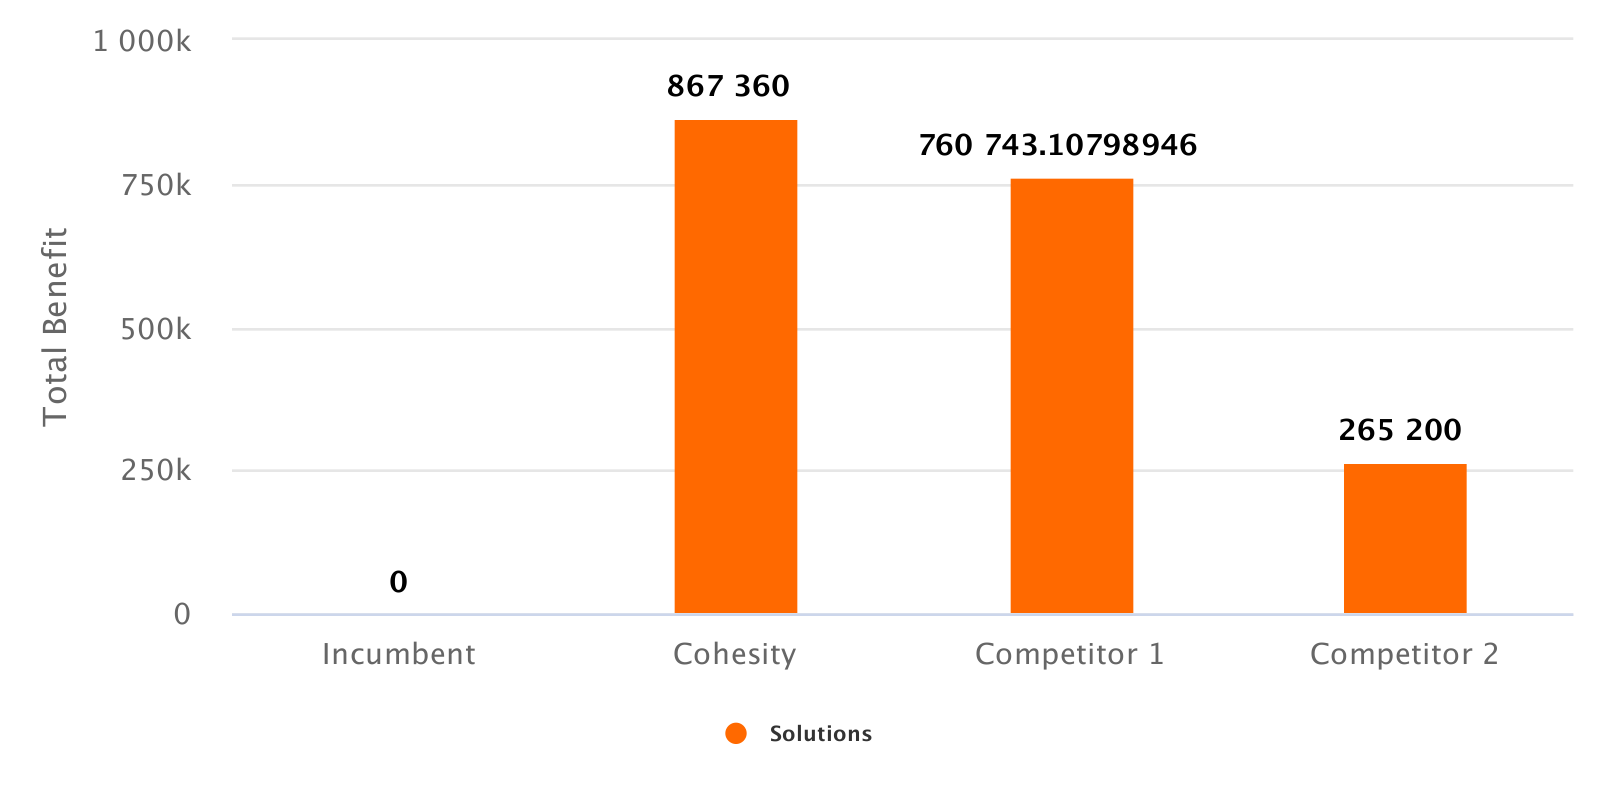 1 000k
750k
500k
250k
0
Total Benefit
0
867 360
760 743.10798946
265 200
Incumbent
Cohesity
Competitor 1
Competitor 2
Solutions